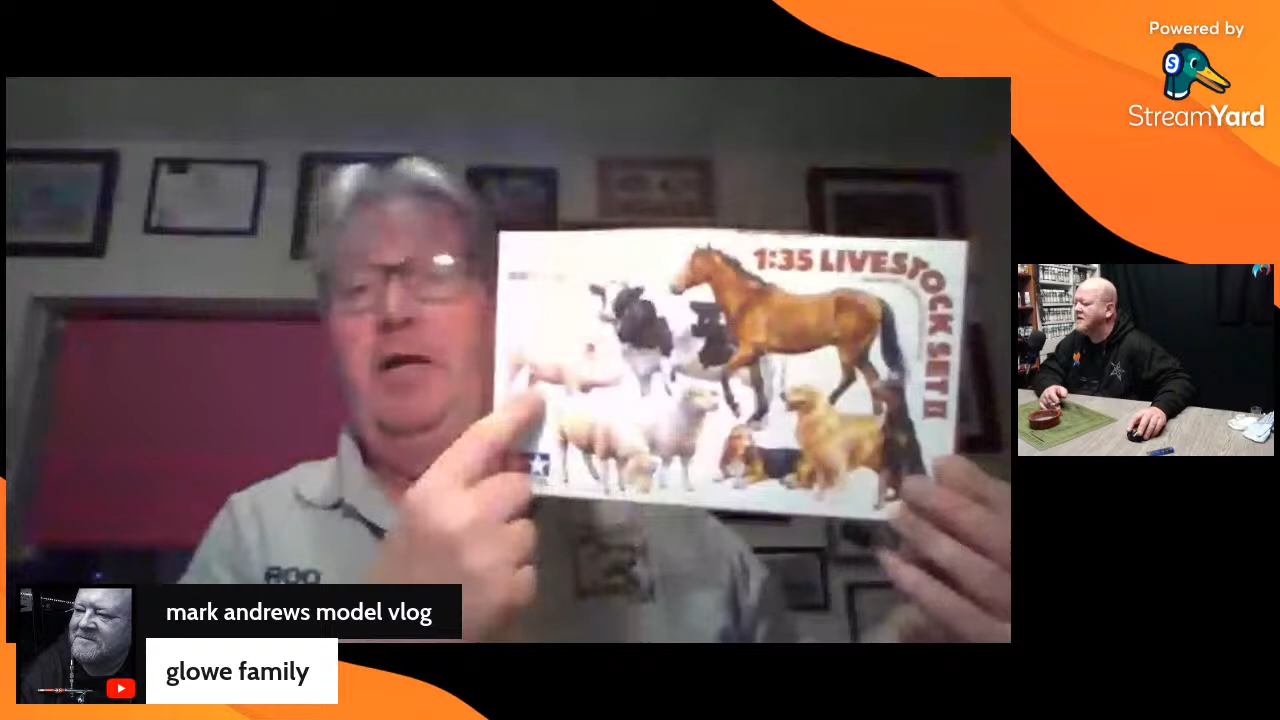 Powered by
S
StreamYard
1:35 LIVESTOCK SET II
mark andrews model vlog
glowe family